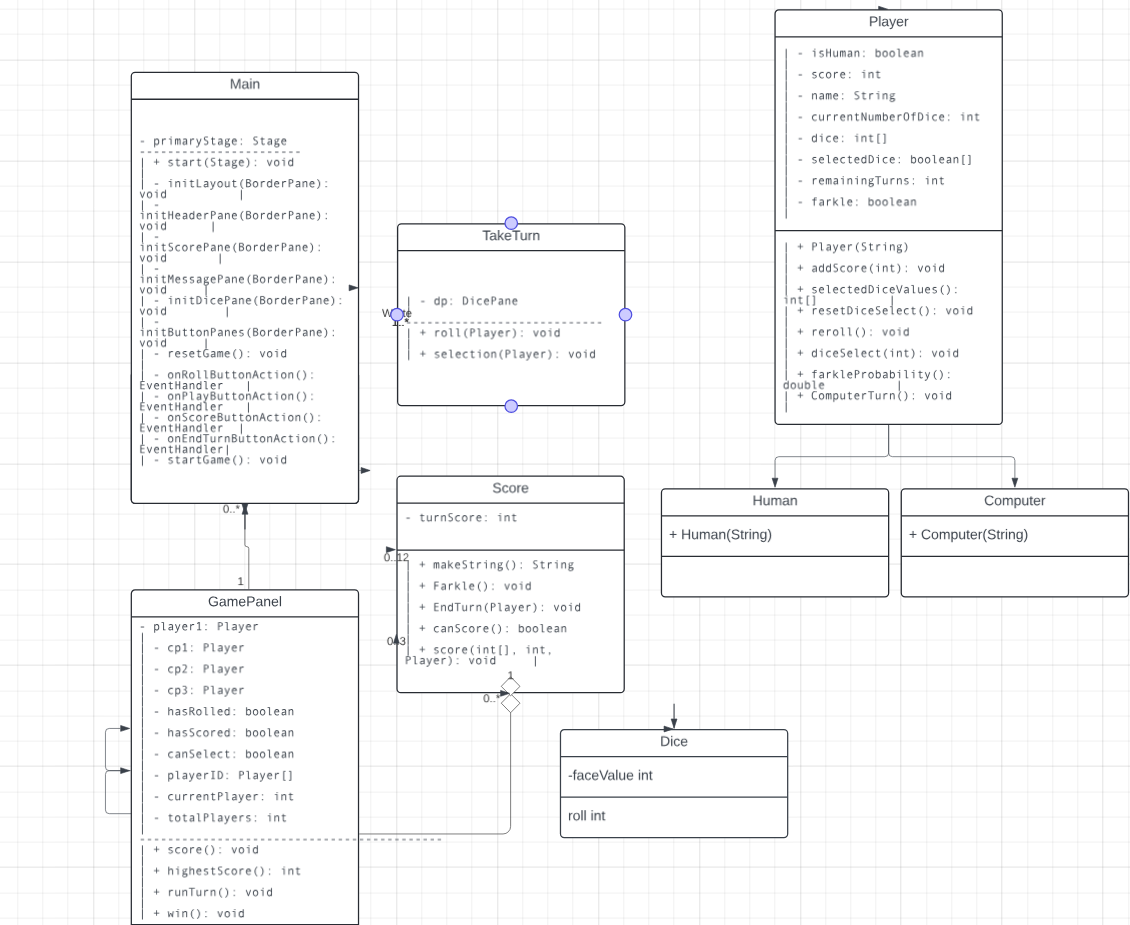 Player
- isHuman: boolean
- score: int
- name: String
- currentNumberOfDice: int
- dice: int[]
- selectedDice: boolean[]
- remainingTurns: int
- farkle: boolean
+ Player(String)
+ addScore(int): void
+ selectedDiceValues():
int[] |
+ resetDiceSelect(): void
+ reroll(): void
+ diceSelect(int): void
+ farkleProbability():
double |
+ ComputerTurn(): void
Main
- primaryStage: Stage
-----------------------
| + start(Stage): void
| - initLayout(BorderPane):
void |
| -
initHeaderPane(BorderPane):
void |
| -
initScorePane(BorderPane):
void |
| -
initMessagePane(BorderPane):
void |
| - initDicePane(BorderPane):
void |
| -
initButtonPanes(BorderPane):
void |
| - resetGame(): void
| - onRollButtonAction():
EventHandler |
| - onPlayButtonAction():
EventHandler |
| - onScoreButtonAction():
EventHandler |
| - onEndTurnButtonAction():
EventHandler|
| - startGame(): void
TakeTurn
| - dp: DicePane
1..*
| + roll(Player): void
| + selection(Player): void
Score
- turnScore: int
0..12
| + makeString(): String
| + Farkle(): void
| + EndTurn(Player): void
| + canScore(): boolean
| + score(int[], int,
Player): void |
1
0..*
Human
+ Human(String)
Computer
+ Computer(String)
0..*
1
GamePanel
- player1: Player
| - cp1: Player
| - cp2: Player
| - cp3: Player
| - hasRolled: boolean
| - hasScored: boolean
| - canSelect: boolean
| - playerID: Player[]
| - currentPlayer: int
| - totalPlayers: int
| + score(): void
| + highestScore(): int
| + runTurn(): void
| + win(): void
Dice
-faceValue int
roll int